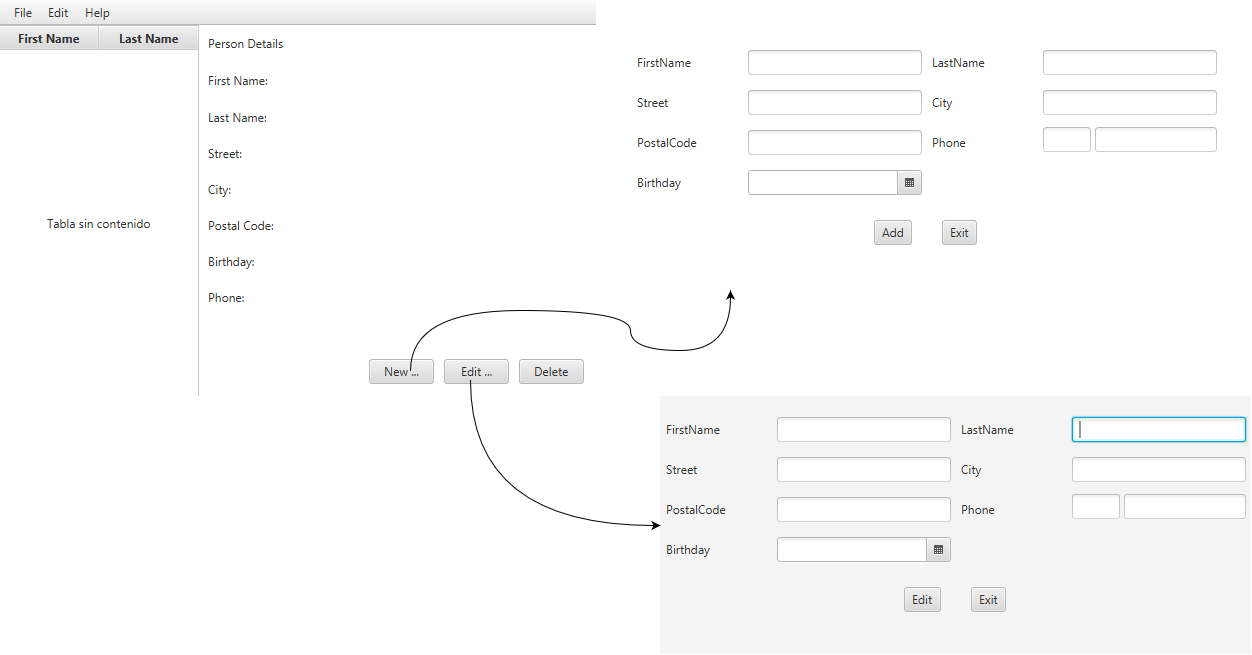 File Edit Help
First Name Last Name
Person Details
First Name:
Last Name:
Street:
City:
Postal Code:
Birthday:
Phone:
Tabla sin contenido
New ... Edit ... Delete
FirstName LastName
Street City
PostalCode Phone
Birthday
Add Exit
FirstName LastName
Street City
PostalCode Phone
Birthday
Edit Exit